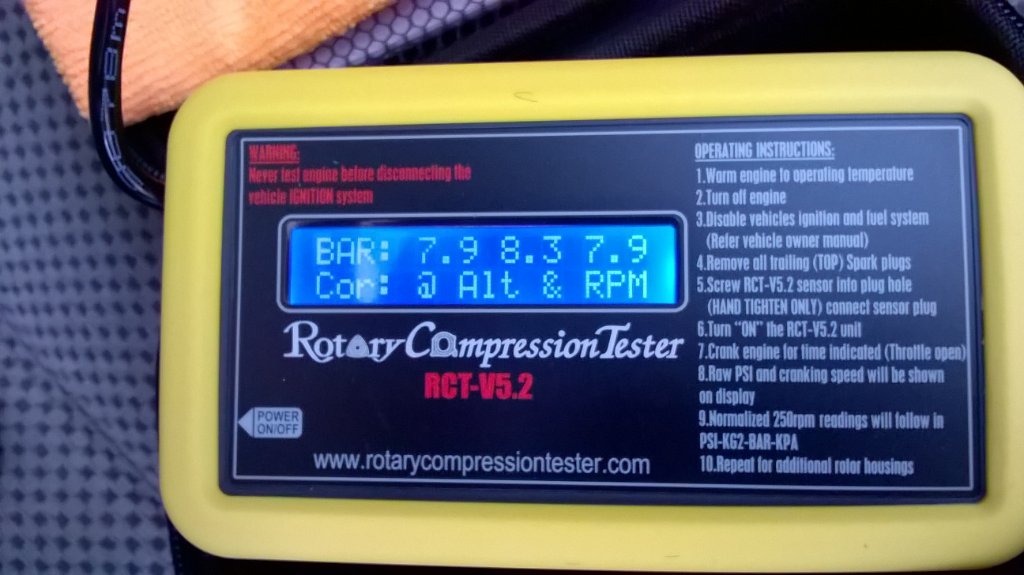 WARNING:
Never test engine before disconnecting the
vehicle IGNITION system
BAR: 7.9 8.3 7.9
Cor: @ Alt & RPM
Rotary Compression Tester
RCT-V5.2
POWER
ON/OFF
www.rotarycompressiontester.com
OPERATING INSTRUCTIONS:
1.Warm engine to operating temperature
2.Turn off engine
3.Disable vehicles ignition and fuel system
(Refer vehicle owner manual)
4.Remove all trailing (TOP) Spark plugs
5.Screw RCT-V5.2 sensor into plug hole
(HAND TIGHTEN ONLY) connect sensor plug
6.Turn "ON" the RCT-V5.2 unit
7.Crank engine for time indicated (Throttle open)
8.Raw PSI and cranking speed will be shown
on display
9.Normalized 250rpm readings will follow in
PSI-KG2-BAR-KPA
10.Repeat for additional rotor housings